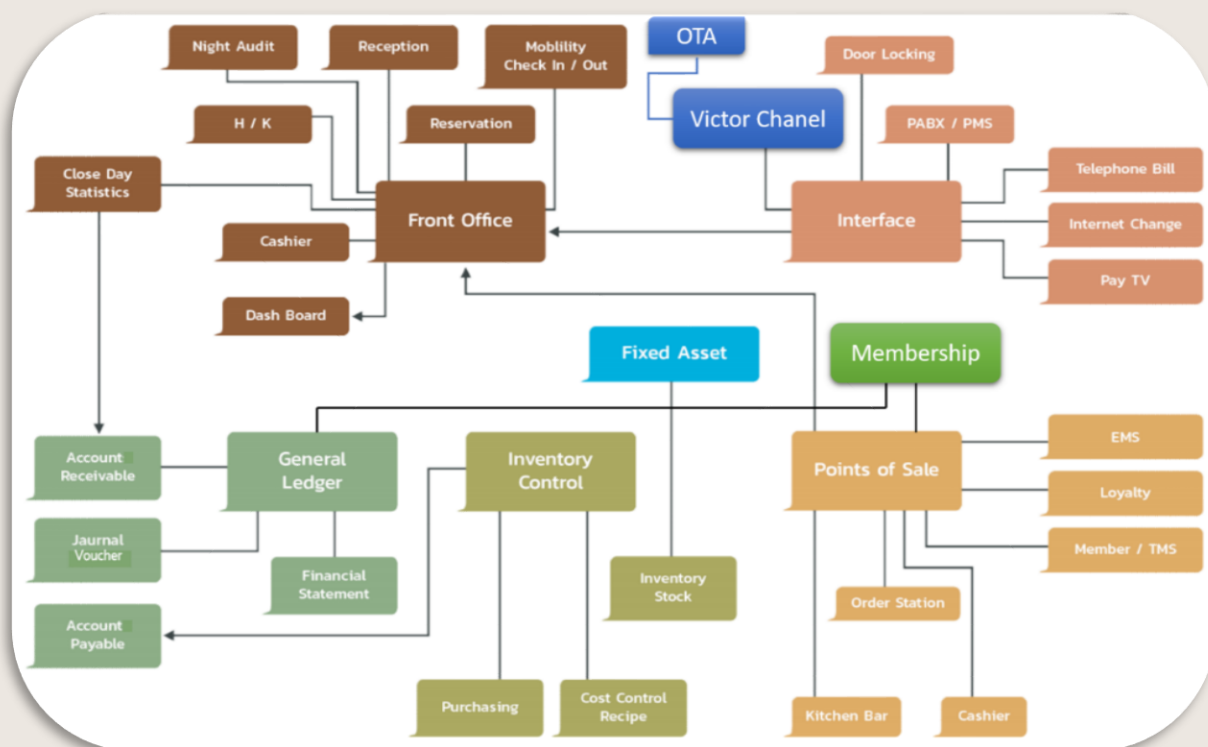 Night Audit
Reception
Moblility
Check In / Out
OTA
Door Locking
H / K
Reservation
Victor Chanel
PABX / PMS
Close Day
Statistics
Front Office
Interface
Telephone Bill
Internet Change
Pay TV
Cashier
Dash Board
Fixed Asset
Membership
Account
Receivable
General
Ledger
Inventory
Control
Points of Sale
EMS
Loyalty
Member / TMS
Jaurnal
Voucher
Financial
Statement
Inventory
Stock
Order Station
Account
Payable
Purchasing
Cost Control
Recipe
Kitchen Bar
Cashier